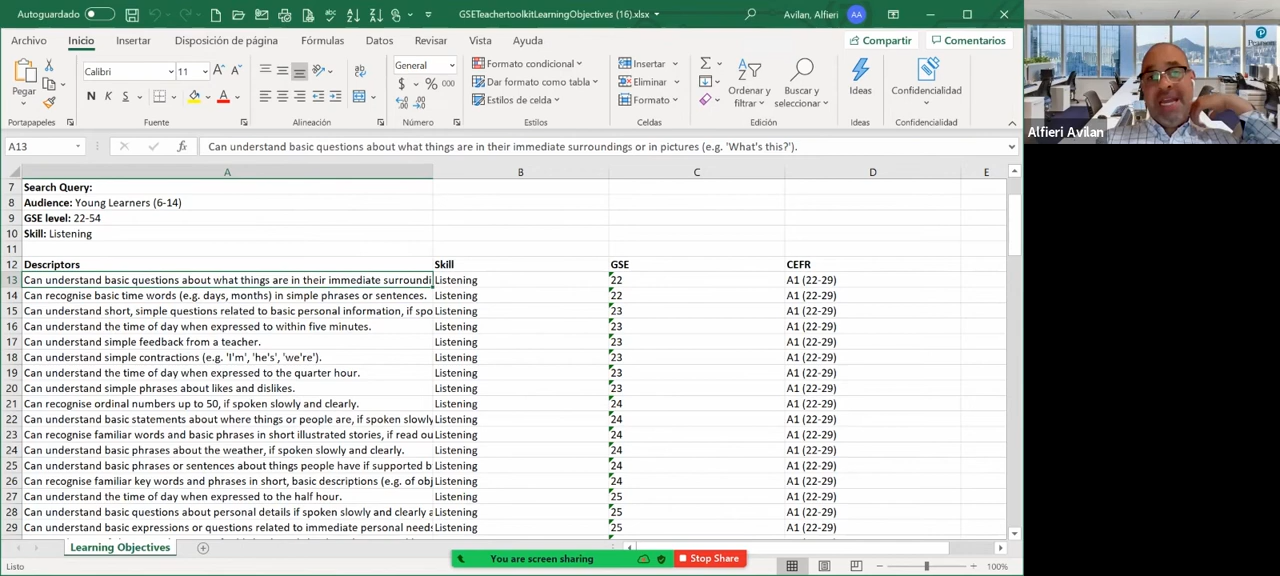 Autoguardado
GSETeachertoolkitLearningObjectives (16).xlsx
Avilan, Alfieri
AA
Archivo Inicio Insertar Disposición de página Fórmulas Datos Revisar Vista Ayuda
Compartir
Comentarios
Pegar
Calibri
11
N K S
General
$ % 000
Formato condicional
Dar formato como tabla
Estilos de celda
Insertar
Eliminar
Formato
Ordenar y filtrar
Buscar y seleccionar
Ideas
Confidencialidad
Portapapeles
Fuente
Alineación
Número
Estilos
Celdas
Edición
Ideas
Confidencialidad
Alfieri Avilan
A13
fx
Can understand basic questions about what things are in their immediate surroundings or in pictures (e.g. 'What's this?').
A B C D E
7 Search Query:
8 Audience: Young Learners (6-14)
9 GSE level: 22-54
10 Skill: Listening
11
12 Descriptors Skill GSE CEFR
13 Can understand basic questions about what things are in their immediate surroundi Listening 22 A1 (22-29)
14 Can recognise basic time words (e.g. days, months) in simple phrases or sentences. Listening 22 A1 (22-29)
15 Can understand short, simple questions related to basic personal information, if spo Listening 23 A1 (22-29)
16 Can understand the time of day when expressed to within five minutes. Listening 23 A1 (22-29)
17 Can understand simple feedback from a teacher. Listening 23 A1 (22-29)
18 Can understand simple contractions (e.g. 'I'm', 'he's', 'we're'). Listening 23 A1 (22-29)
19 Can understand the time of day when expressed to the quarter hour. Listening 23 A1 (22-29)
20 Can understand simple phrases about likes and dislikes. Listening 23 A1 (22-29)
21 Can recognise ordinal numbers up to 50, if spoken slowly and clearly. Listening 24 A1 (22-29)
22 Can understand basic statements about where things or people are, if spoken slowly Listening 24 A1 (22-29)
23 Can recognise familiar words and basic phrases in short illustrated stories, if read ou Listening 24 A1 (22-29)
24 Can understand basic phrases about the weather, if spoken slowly and clearly. Listening 24 A1 (22-29)
25 Can understand basic phrases or sentences about things people have if supported b Listening 24 A1 (22-29)
26 Can recognise familiar key words and phrases in short, basic descriptions (e.g. of obj Listening 24 A1 (22-29)
27 Can understand the time of day when expressed to the half hour. Listening 25 A1 (22-29)
28 Can understand basic questions about personal details if spoken slowly and clearly a Listening 25 A1 (22-29)
29 Can understand basic expressions or questions related to immediate personal need Listening 25 A1 (22-29)
Learning Objectives
You are screen sharing
Stop Share
Listo
100%